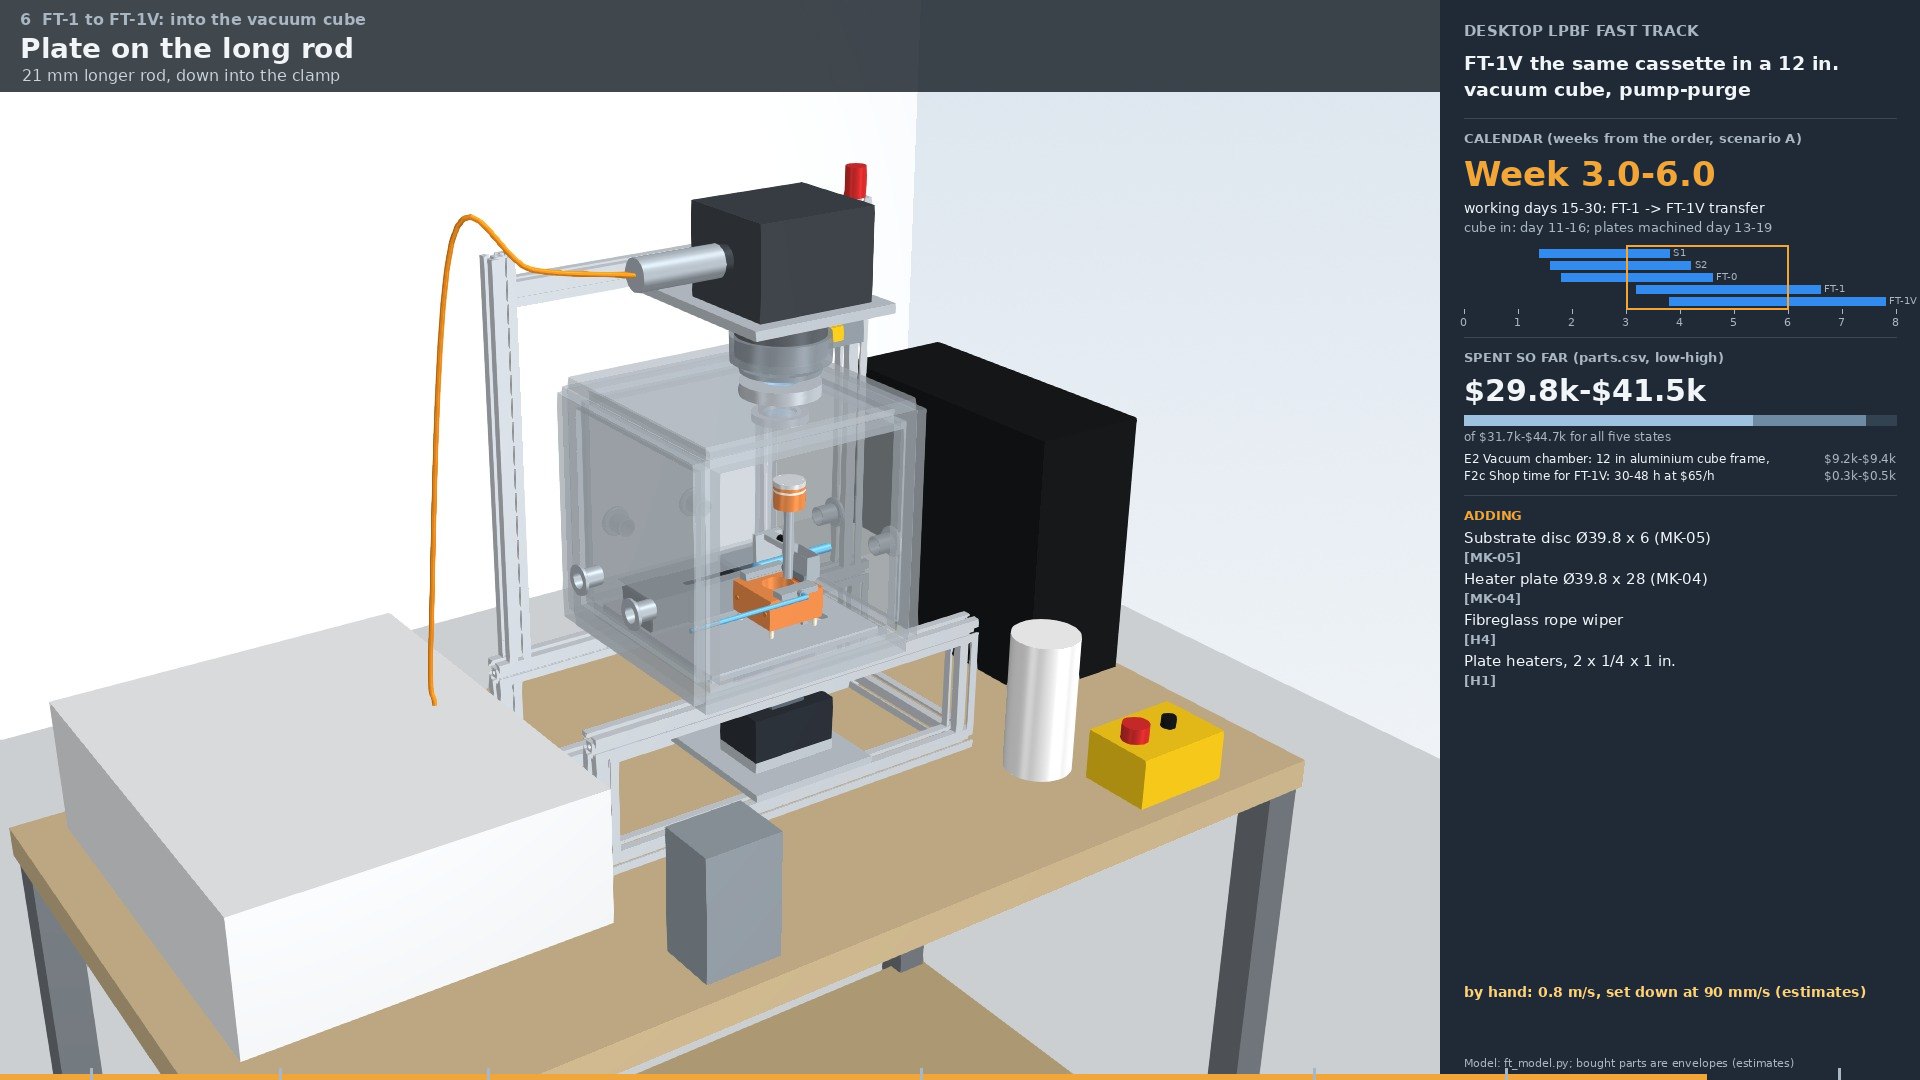 6 FT-1 to FT-1V: into the vacuum cube
Plate on the long rod
21 mm longer rod, down into the clamp
DESKTOP LPBF FAST TRACK
FT-1V the same cassette in a 12 in.
vacuum cube, pump-purge
CALENDAR (weeks from the order, scenario A)
Week 3.0-6.0
working days 15-30: FT-1 -> FT-1V transfer
cube in: day 11-16; plates machined day 13-19
S1
S2
FT-0
FT-1
FT-1V
0 1 2 3 4 5 6 7 8
SPENT SO FAR (parts.csv, low-high)
$29.8k-$41.5k
of $31.7k-$44.7k for all five states
E2 Vacuum chamber: 12 in aluminium cube frame, $9.2k-$9.4k
F2c Shop time for FT-1V: 30-48 h at $65/h $0.3k-$0.5k
ADDING
Substrate disc Ø39.8 x 6 (MK-05)
[MK-05]
Heater plate Ø39.8 x 28 (MK-04)
[MK-04]
Fibreglass rope wiper
[H4]
Plate heaters, 2 x 1/4 x 1 in.
[H1]
by hand: 0.8 m/s, set down at 90 mm/s (estimates)
Model: ft_model.py; bought parts are envelopes (estimates)